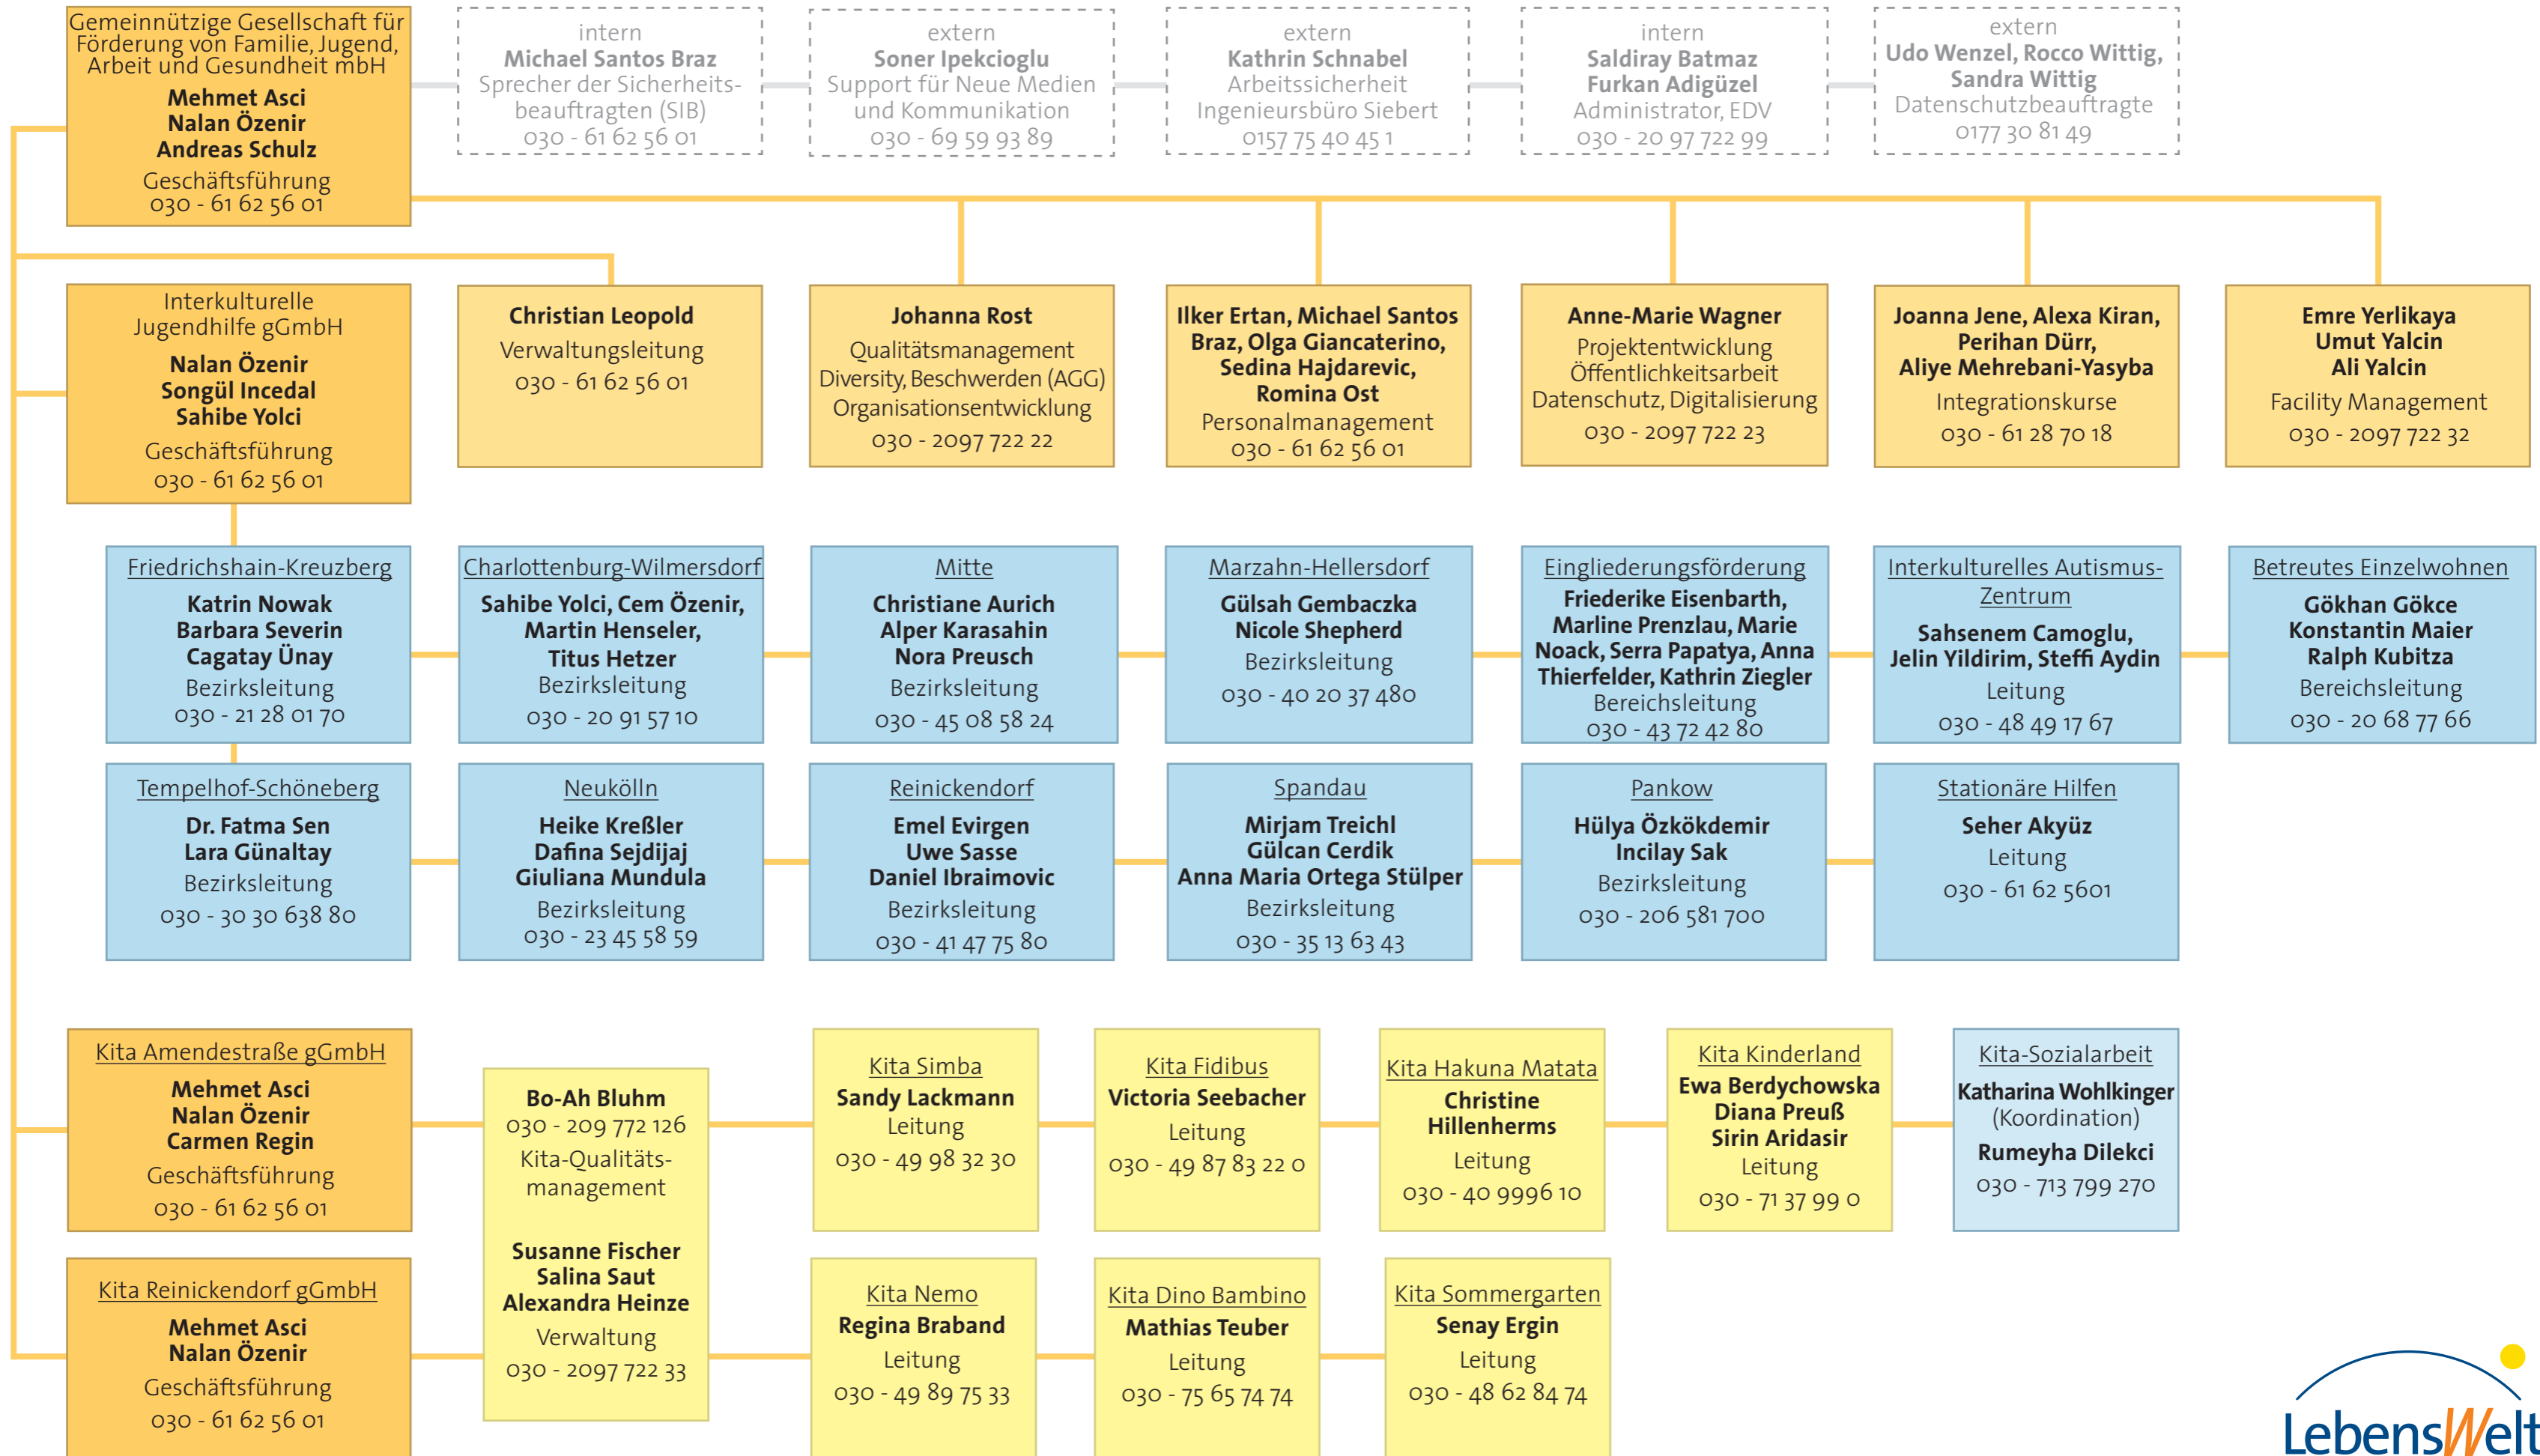 Gemeinnützige Gesellschaft für
Förderung von Familie, Jugend,
Arbeit und Gesundheit mbH
Mehmet Asci
Nalan Özenir
Andreas Schulz
Geschäftsführung
030 - 61 62 56 01
intern
Michael Santos Braz
Sprecher der Sicherheits-
beauftragten (SIB)
030 - 61 62 56 01
extern
Soner Ipekcioglu
Support für Neue Medien
und Kommunikation
030 - 69 59 93 89
extern
Kathrin Schnabel
Arbeitssicherheit
Ingenieursbüro Siebert
0157 75 40 45 1
intern
Saldiray Batmaz
Furkan Adigüzel
Administrator, EDV
030 - 20 97 722 99
extern
Udo Wenzel, Rocco Wittig,
Sandra Wittig
Datenschutzbeauftragte
0177 30 81 49
Interkulturelle
Jugendhilfe gGmbH
Nalan Özenir
Songül Incedal
Sahibe Yolci
Geschäftsführung
030 - 61 62 56 01
Christian Leopold
Verwaltungsleitung
030 - 61 62 56 01
Johanna Rost
Qualitätsmanagement
Diversity, Beschwerden (AGG)
Organisationsentwicklung
030 - 2097 722 22
Ilker Ertan, Michael Santos
Braz, Olga Giancaterino,
Sedina Hajdarevic,
Romina Ost
Personalmanagement
030 - 61 62 56 01
Anne-Marie Wagner
Projektentwicklung
Öffentlichkeitsarbeit
Datenschutz, Digitalisierung
030 - 2097 722 23
Joanna Jene, Alexa Kiran,
Perihan Dürr,
Aliye Mehrebani-Yasyba
Integrationskurse
030 - 61 28 70 18
Emre Yerlikaya
Umut Yalcin
Ali Yalcin
Facility Management
030 - 2097 722 32
Friedrichshain-Kreuzberg
Katrin Nowak
Barbara Severin
Cagatay Ünay
Bezirksleitung
030 - 21 28 01 70
Charlottenburg-Wilmersdorf
Sahibe Yolci, Cem Özenir,
Martin Henseler,
Titus Hetzer
Bezirksleitung
030 - 20 91 57 10
Mitte
Christiane Aurich
Alper Karasahin
Nora Preusch
Bezirksleitung
030 - 45 08 58 24
Marzahn-Hellersdorf
Gülsah Gembaczka
Nicole Shepherd
Bezirksleitung
030 - 40 20 37 480
Eingliederungsförderung
Friederike Eisenbarth,
Marline Prenzlau, Marie
Noack, Serra Papatya, Anna
Thierfelder, Kathrin Ziegler
Bereichsleitung
030 - 43 72 42 80
Interkulturelles Autismus-
Zentrum
Sahsenem Camoglu,
Jelin Yildirim, Steffi Aydin
Leitung
030 - 48 49 17 67
Betreutes Einzelwohnen
Gökhan Gökce
Konstantin Maier
Ralph Kubitza
Bereichsleitung
030 - 20 68 77 66
Tempelhof-Schöneberg
Dr. Fatma Sen
Lara Günaltay
Bezirksleitung
030 - 30 30 638 80
Neukölln
Heike Kreßler
Dafina Sejdijaj
Giuliana Mundula
Bezirksleitung
030 - 23 45 58 59
Reinickendorf
Emel Evirgen
Uwe Sasse
Daniel Ibraimovic
Bezirksleitung
030 - 41 47 75 80
Spandau
Mirjam Treichl
Gülcan Cerdik
Anna Maria Ortega Stülper
Bezirksleitung
030 - 35 13 63 43
Pankow
Hülya Özkökdemir
Incilay Sak
Bezirksleitung
030 - 206 581 700
Stationäre Hilfen
Seher Akyüz
Leitung
030 - 61 62 5601
Kita Amendestraße gGmbH
Mehmet Asci
Nalan Özenir
Carmen Regin
Geschäftsführung
030 - 61 62 56 01
Bo-Ah Bluhm
030 - 209 772 126
Kita-Qualitäts-
management
Susanne Fischer
Salina Saut
Alexandra Heinze
Verwaltung
030 - 2097 722 33
Kita Simba
Sandy Lackmann
Leitung
030 - 49 98 32 30
Kita Fidibus
Victoria Seebacher
Leitung
030 - 49 87 83 22 0
Kita Hakuna Matata
Christine
Hillenherms
Leitung
030 - 40 9996 10
Kita Kinderland
Ewa Berdychowska
Diana Preuß
Sirin Aridasir
Leitung
030 - 71 37 99 0
Kita-Sozialarbeit
Katharina Wohlkinger
(Koordination)
Rumeyha Dilekci
030 - 713 799 270
Kita Reinickendorf gGmbH
Mehmet Asci
Nalan Özenir
Geschäftsführung
030 - 61 62 56 01
Kita Nemo
Regina Braband
Leitung
030 - 49 89 75 33
Kita Dino Bambino
Mathias Teuber
Leitung
030 - 75 65 74 74
Kita Sommergarten
Senay Ergin
Leitung
030 - 48 62 84 74
LebensWelt